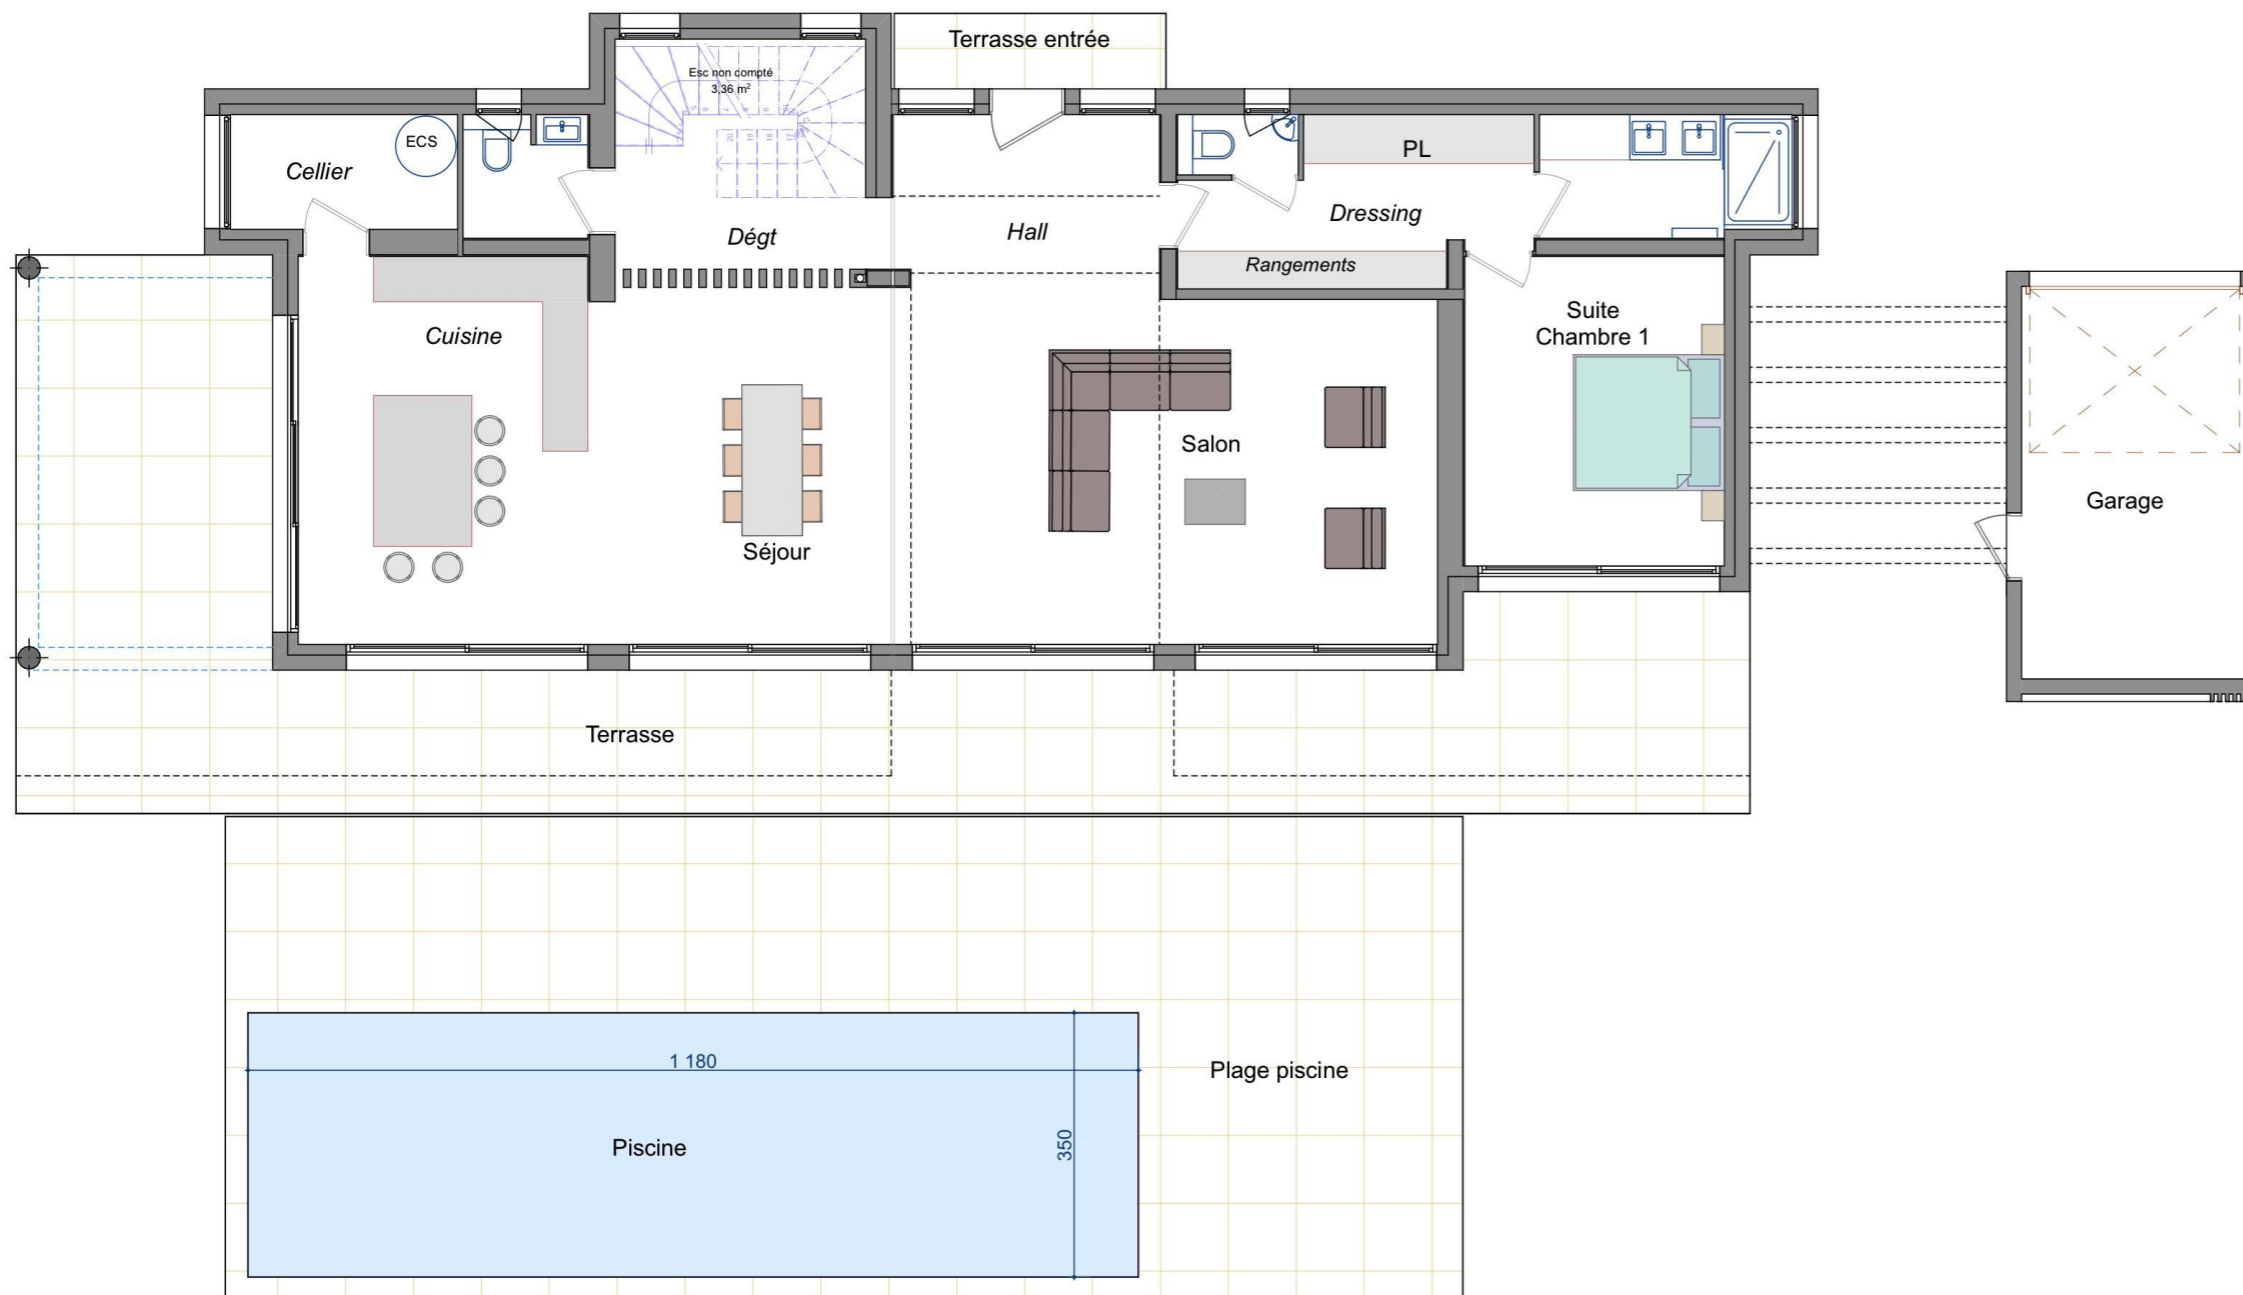 Terrasse entrée
Esc non compté
3,36 m²
ECS
Cellier
PL
Dressing
Dégt
Hall
Rangements
Suite
Chambre 1
Cuisine
Salon
Séjour
Garage
Terrasse
1 180
Plage piscine
350
Piscine